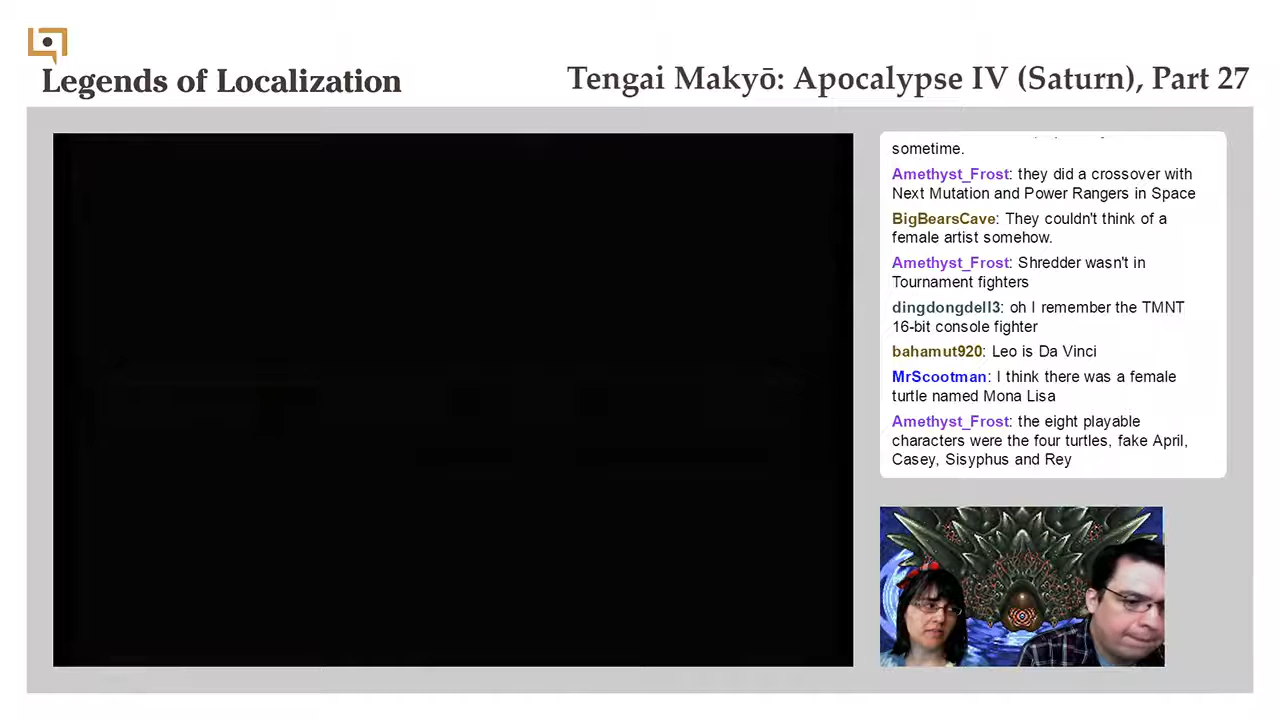 Legends of Localization
Tengai Makyō: Apocalypse IV (Saturn), Part 27
sometime.
Amethyst_Frost: they did a crossover with
Next Mutation and Power Rangers in Space
BigBearsCave: They couldn't think of a
female artist somehow.
Amethyst_Frost: Shredder wasn't in
Tournament fighters
dingdongdell3: oh I remember the TMNT
16-bit console fighter
bahamut920: Leo is Da Vinci
MrScootman: I think there was a female
turtle named Mona Lisa
Amethyst_Frost: the eight playable
characters were the four turtles, fake April,
Casey, Sisyphus and Rey